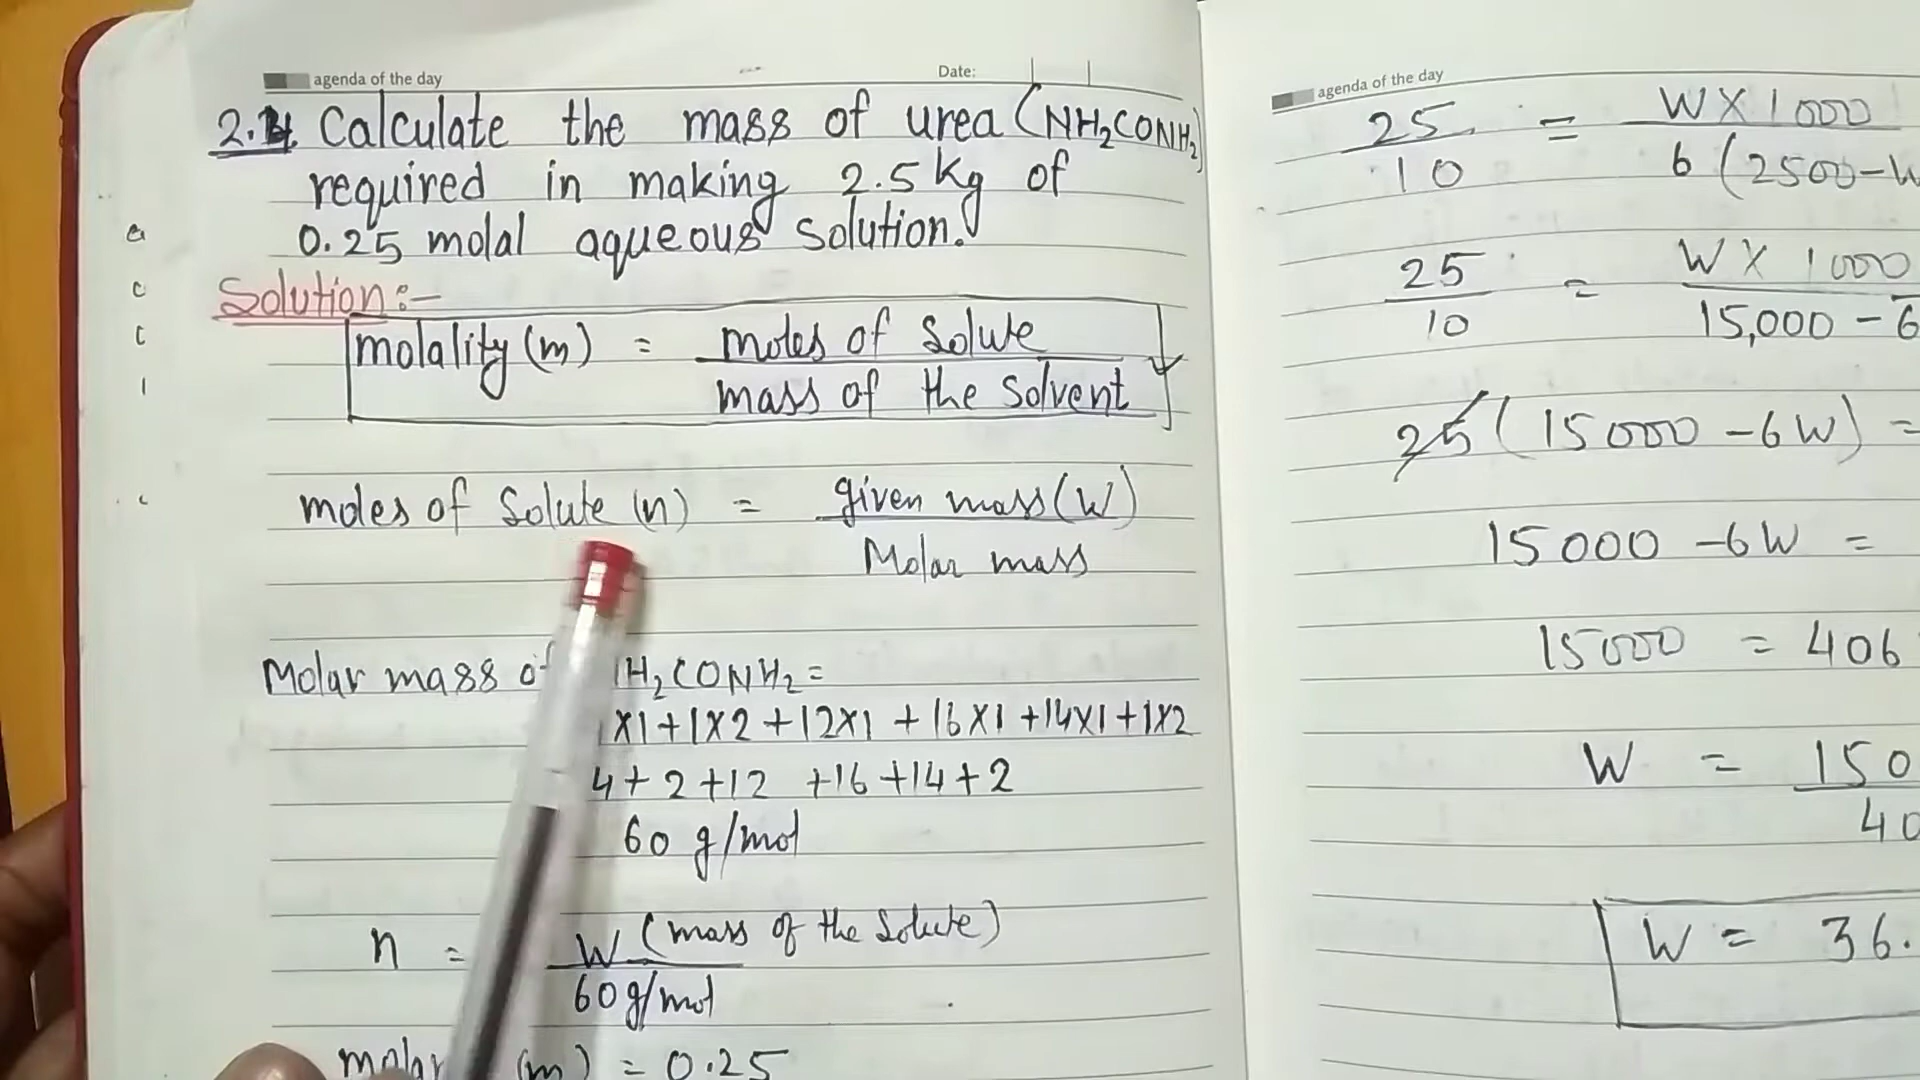 agenda of the day
Date:
2.4 Calculate the mass of urea (NH₂CONH₂)
required in making 2.5 kg of
0.25 molal aqueous solution.
Solution:-
molality (m) = moles of solute
mass of the solvent
moles of solute (n) = given mass (W)
Molar mass
Molar mass of H₂CONH₂ =
x1 + 1x2 + 12x1 + 16x1 + 14x1 + 1x2
4 + 2 + 12 + 16 + 14 + 2
60 g/mol
n = W (mass of the solute)
60 g/mol
(m) = 0.25
agenda of the day
25 = W X 1000
10 6 (2500-W
25 = W X 1000
10 15,000 - 6
25 (15000 - 6W) =
15000 - 6W =
15000 = 406
W = 150
40
W = 36.